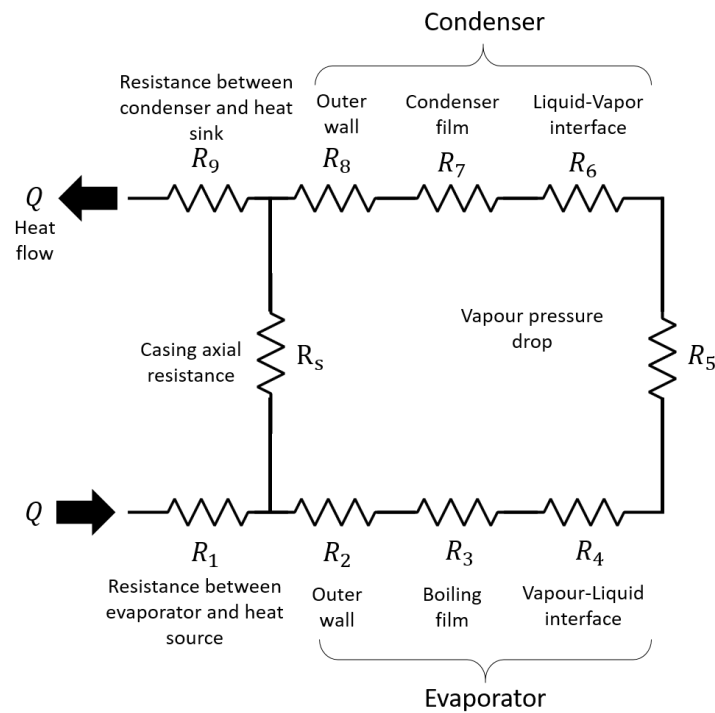 Condenser
Resistance between
condenser and heat
sink
Outer
wall
Condenser
film
Liquid-Vapor
interface
R₉
R₈
R₇
R₆
Q
Heat
flow
Vapour pressure
drop
Casing axial
resistance
Rₛ
R₅
Q
R₁
R₂
R₃
R₄
Resistance between
evaporator and heat
source
Outer
wall
Boiling
film
Vapour-Liquid
interface
Evaporator